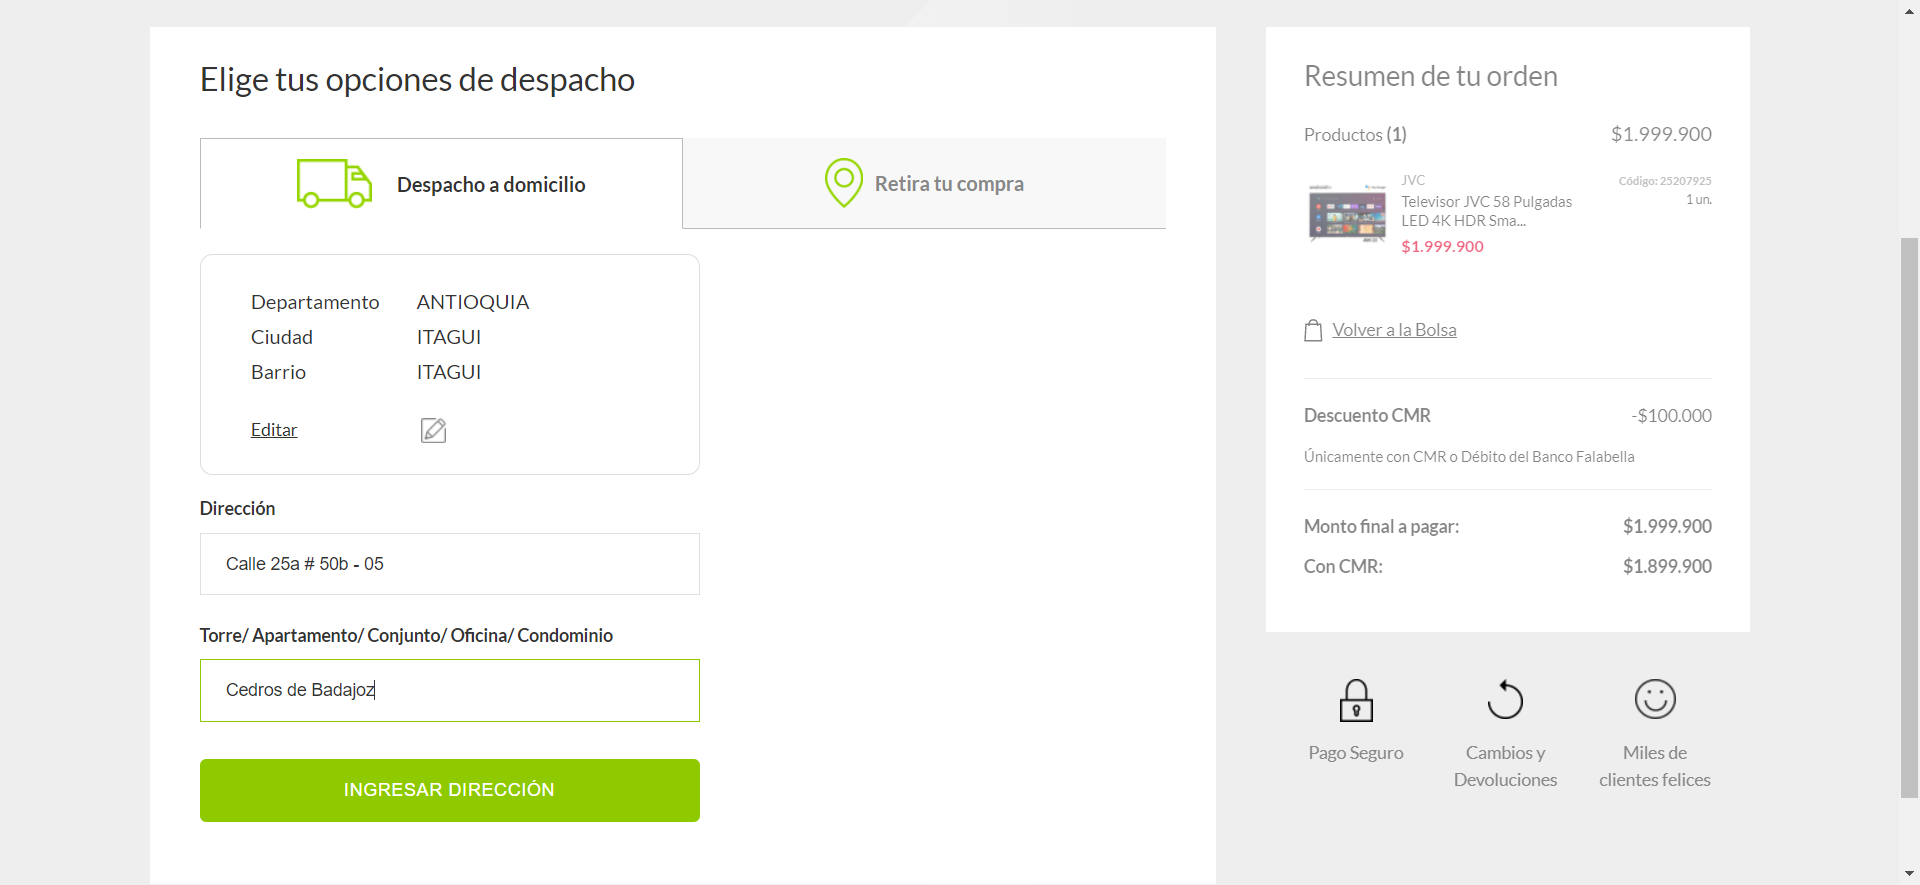 Elige tus opciones de despacho
Despacho a domicilio
Retira tu compra
Departamento ANTIOQUIA
Ciudad ITAGUI
Barrio ITAGUI
Editar
Dirección
Calle 25a # 50b - 05
Torre/ Apartamento/ Conjunto/ Oficina/ Condominio
Cedros de Badajoz
INGRESAR DIRECCIÓN
Resumen de tu orden
Productos (1) $1.999.900
JVC Código: 25207925
Televisor JVC 58 Pulgadas 1 un.
LED 4K HDR Sma...
$1.999.900
Volver a la Bolsa
Descuento CMR -$100.000
Únicamente con CMR o Débito del Banco Falabella
Monto final a pagar: $1.999.900
Con CMR: $1.899.900
Pago Seguro
Cambios y
Devoluciones
Miles de
clientes felices